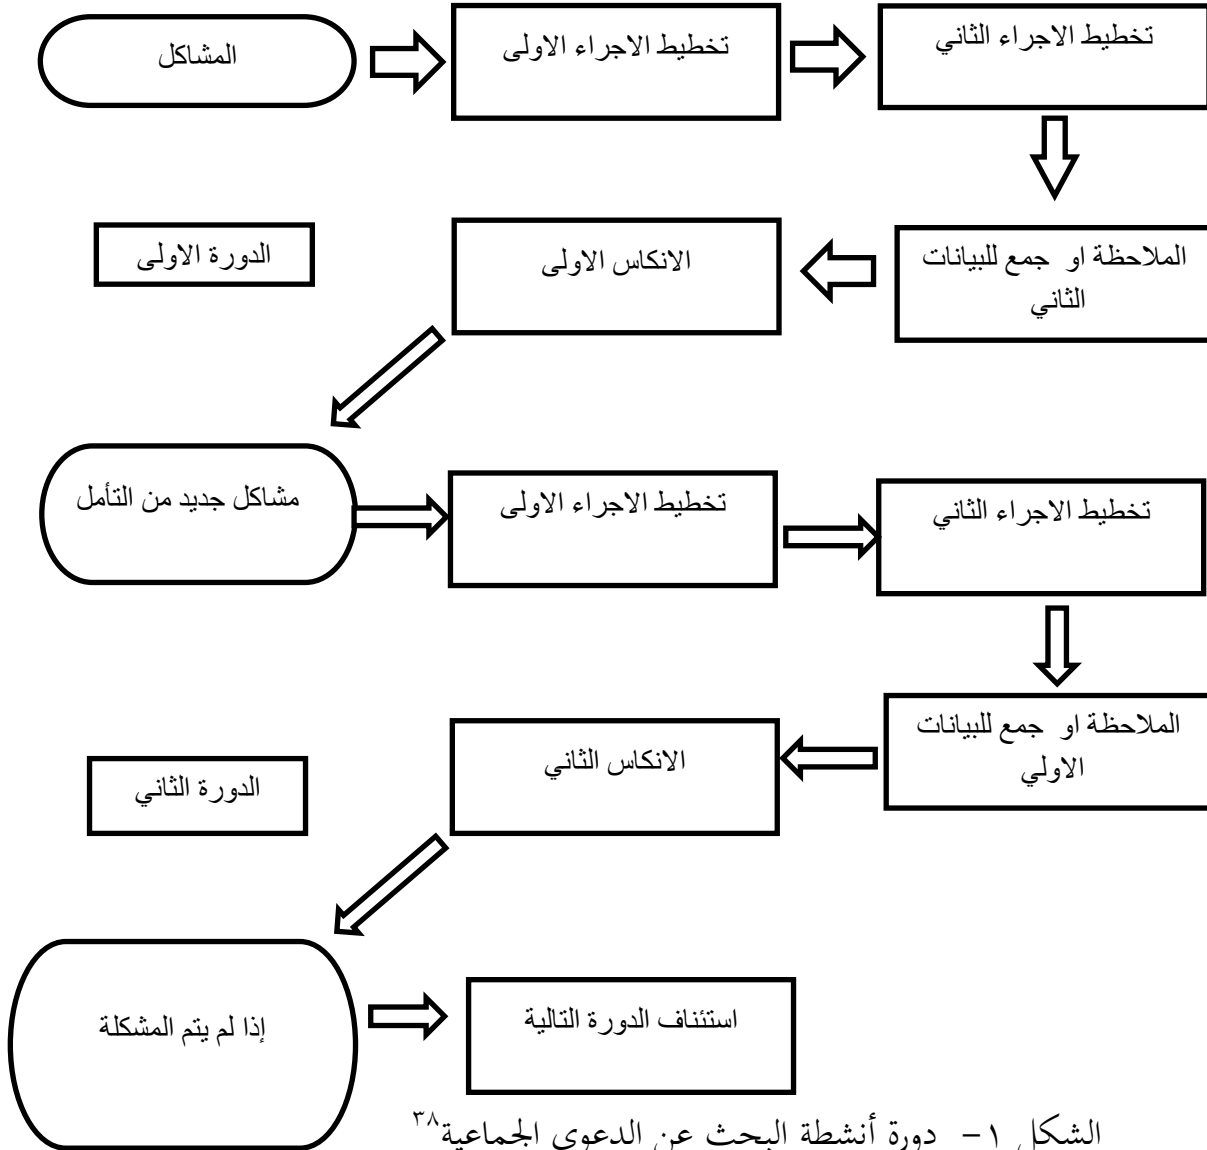 المشاكل
تخطيط الاجراء الاولى
تخطيط الاجراء الثاني
الملاحظة او جمع للبيانات
الثاني
الانكاس الاولى
الدورة الاولى
مشاكل جديد من التأمل
تخطيط الاجراء الاولى
تخطيط الاجراء الثاني
الملاحظة او جمع للبيانات
الاولي
الانكاس الثاني
الدورة الثاني
إذا لم يتم المشكلة
استئناف الدورة التالية
الشكل ١- دورة أنشطة البحث عن الدعوى الجماعية٣٨